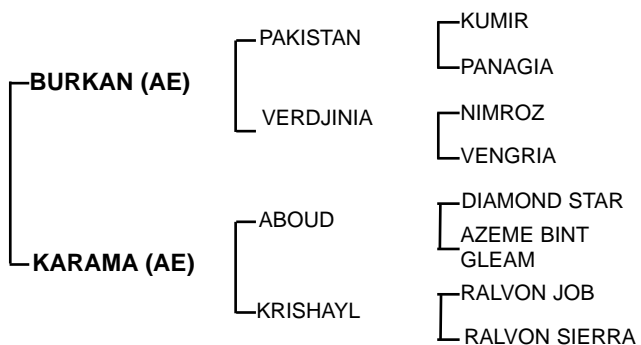 KUMIR
PAKISTAN
PANAGIA
BURKAN (AE)
NIMROZ
VERDJINIA
VENGRIA
DIAMOND STAR
ABOUD
AZEME BINT
GLEAM
KARAMA (AE)
RALVON JOB
KRISHAYL
RALVON SIERRA